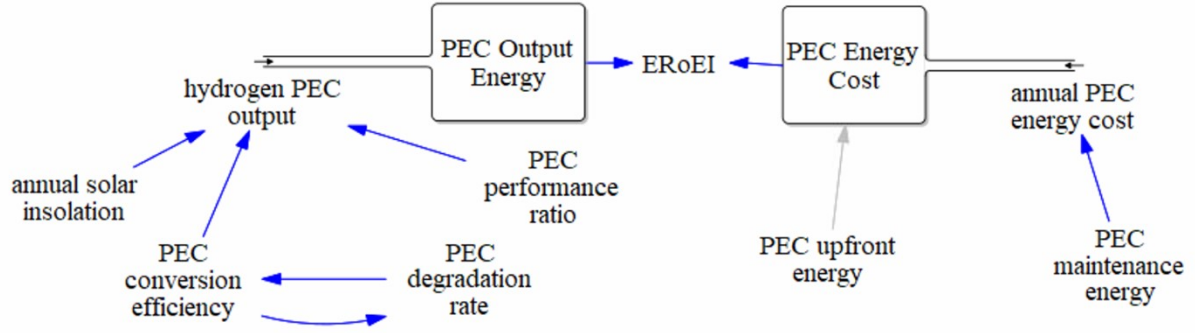 PEC Output
Energy
ERoEI
PEC Energy
Cost
hydrogen PEC
output
annual PEC
energy cost
annual solar
insolation
PEC
performance
ratio
PEC
conversion
efficiency
PEC
degradation
rate
PEC upfront
energy
PEC
maintenance
energy